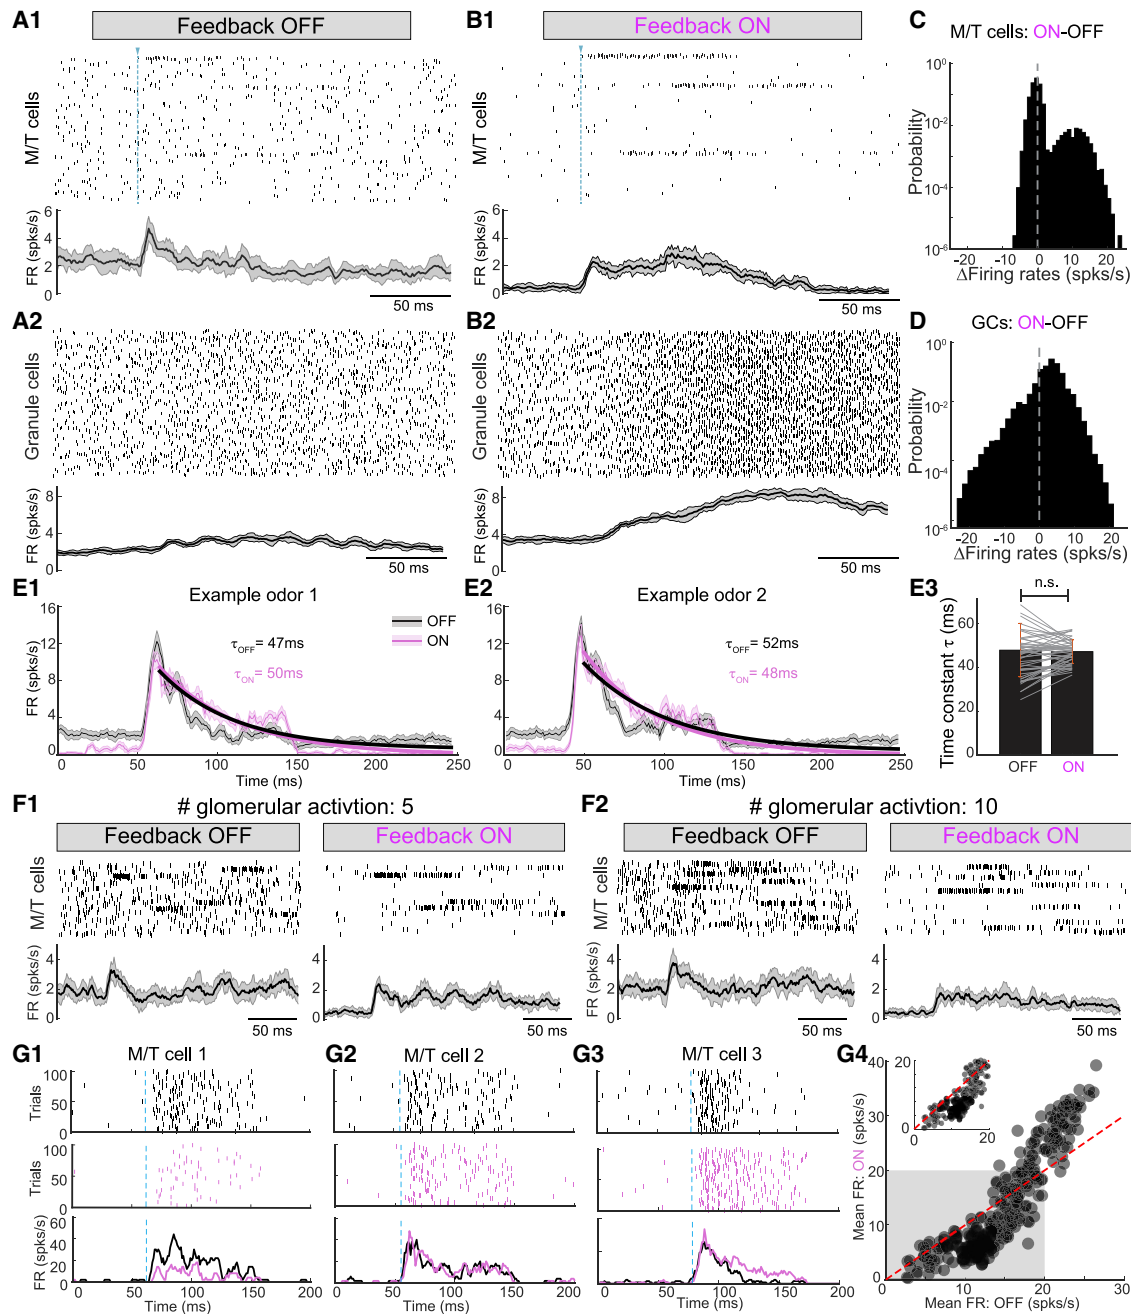 A1
Feedback OFF
M/T cells
FR (spks/s)
6
4
2
0
50 ms
B1
Feedback ON
M/T cells
FR (spks/s)
6
4
2
0
50 ms
C
M/T cells: ON-OFF
Probability
10^0
10^-2
10^-4
10^-6
-20 -10 0 10 20
ΔFiring rates (spks/s)
A2
Granule cells
FR (spks/s)
8
4
0
50 ms
B2
Granule cells
FR (spks/s)
8
4
0
50 ms
D
GCs: ON-OFF
Probability
10^0
10^-2
10^-4
10^-6
-20 -10 0 10 20
ΔFiring rates (spks/s)
E1
Example odor 1
OFF
ON
τOFF= 47ms
τON= 50ms
FR (spks/s)
16
12
8
4
0
0 50 100 150 200 250
Time (ms)
E2
Example odor 2
τOFF= 52ms
τON= 48ms
FR (spks/s)
16
12
8
4
0
0 50 100 150 200 250
Time (ms)
E3
n.s.
Time constant τ (ms)
60
40
20
0
OFF ON
F1
# glomerular activtion: 5
Feedback OFF
Feedback ON
M/T cells
FR (spks/s)
4
2
0
50 ms
4
2
0
50 ms
F2
# glomerular activtion: 10
Feedback OFF
Feedback ON
M/T cells
FR (spks/s)
4
2
0
50 ms
4
2
0
50 ms
G1
M/T cell 1
Trials
100
50
0
Trials
100
50
0
FR (spks/s)
60
40
20
0
0 50 100 150 200
Time (ms)
G2
M/T cell 2
100
50
0
100
50
0
60
40
20
0
0 50 100 150 200
Time (ms)
G3
M/T cell 3
100
50
0
100
50
0
60
40
20
0
0 50 100 150 200
Time (ms)
G4
Mean FR: ON (spks/s)
40
30
20
10
0
20
0
0 20
0 10 20 30
Mean FR: OFF (spks/s)